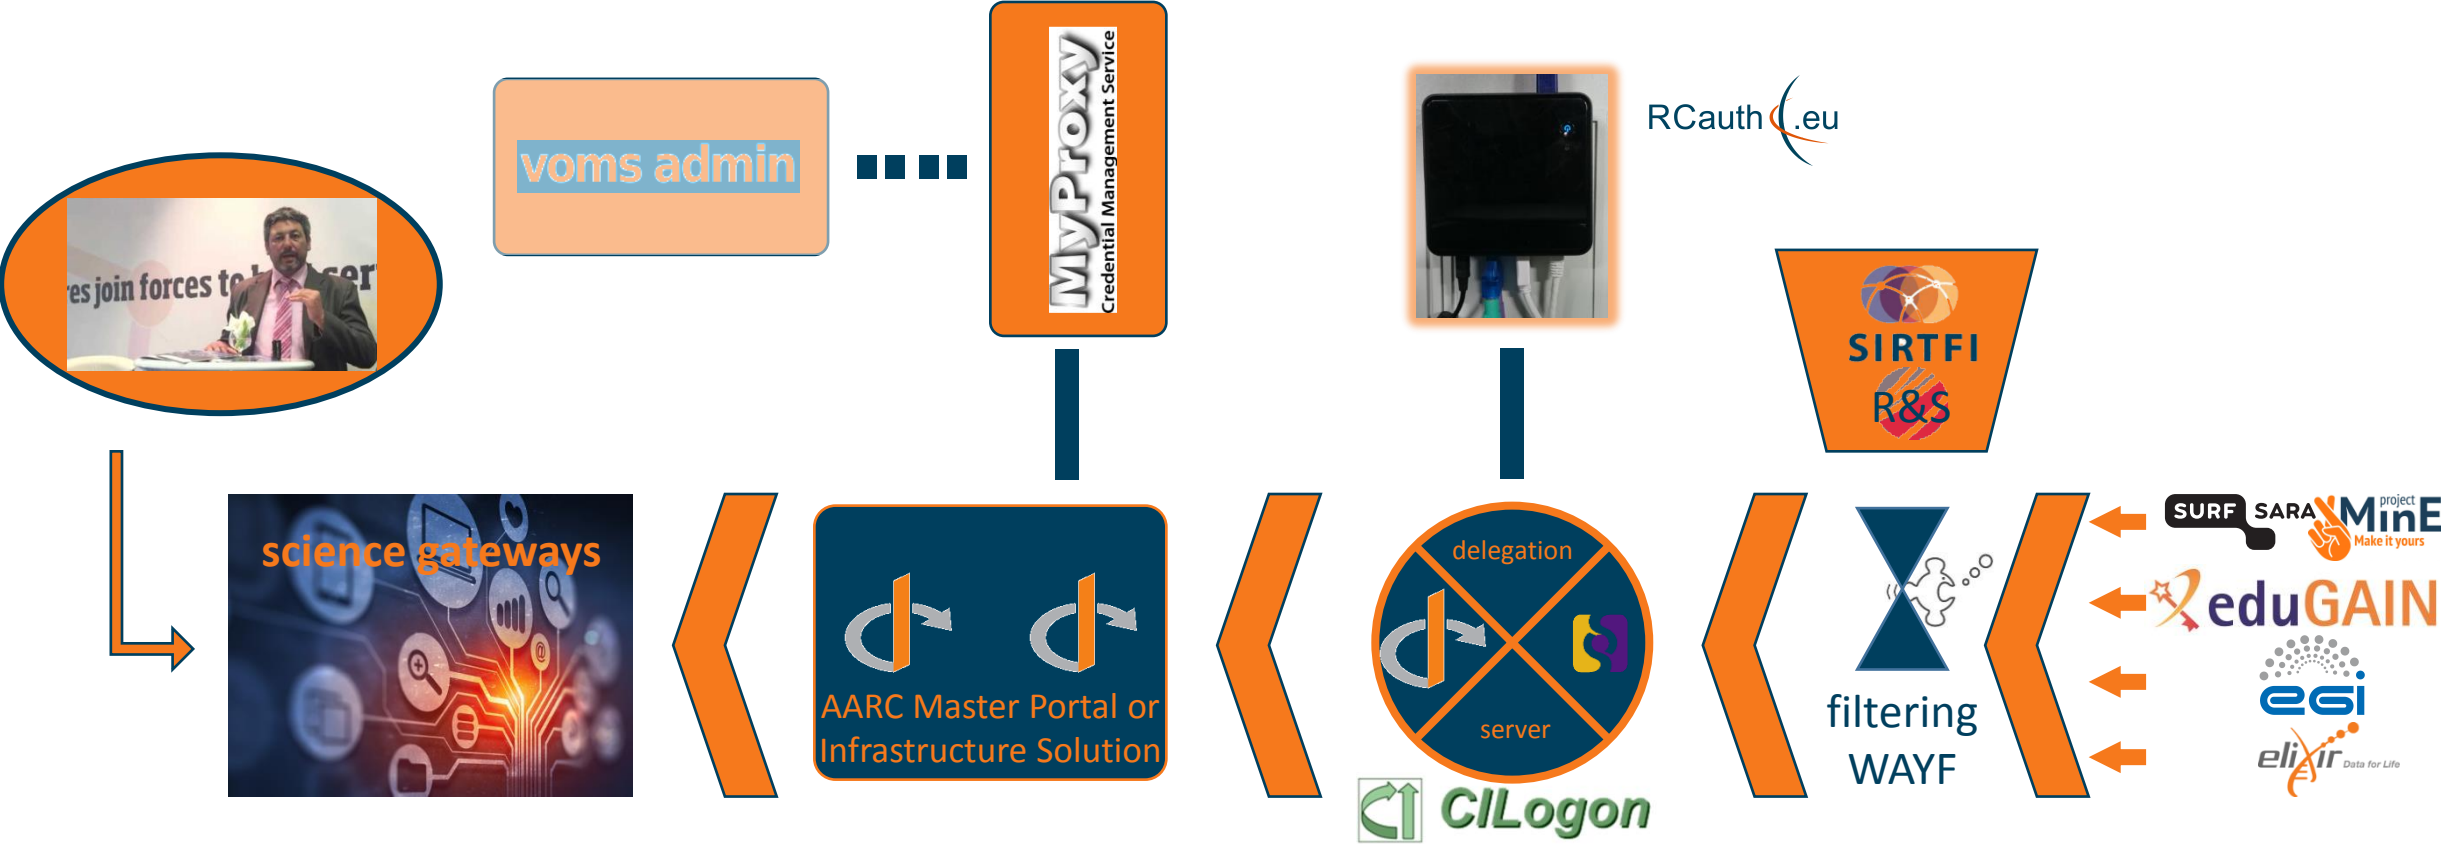 voms admin
MyProxy
Credential Management Service
RCauth .eu
es join forces to b ser
SIRTFI
R&S
science gateways
@
AARC Master Portal or
Infrastructure Solution
delegation
server
CILogon
filtering
WAYF
SURF SARA
project
MinE
Make it yours
eduGAIN
egi
elixir
Data for Life